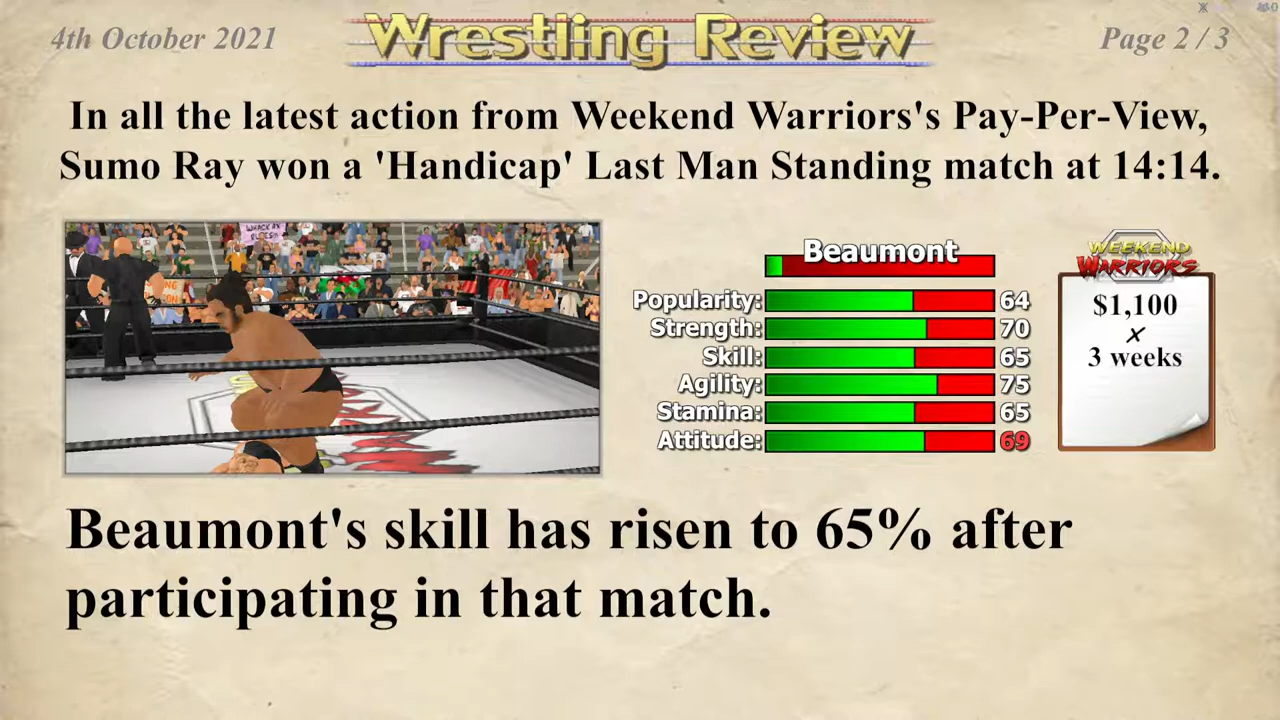 4th October 2021
Wrestling Review
Page 2 / 3
In all the latest action from Weekend Warriors's Pay-Per-View,
Sumo Ray won a 'Handicap' Last Man Standing match at 14:14.
WHACK AN
Beaumont
Popularity: 64
Strength: 70
Skill: 65
Agility: 75
Stamina: 65
Attitude: 69
WEEKEND
WARRIORS
$1,100
×
3 weeks
Beaumont's skill has risen to 65% after
participating in that match.